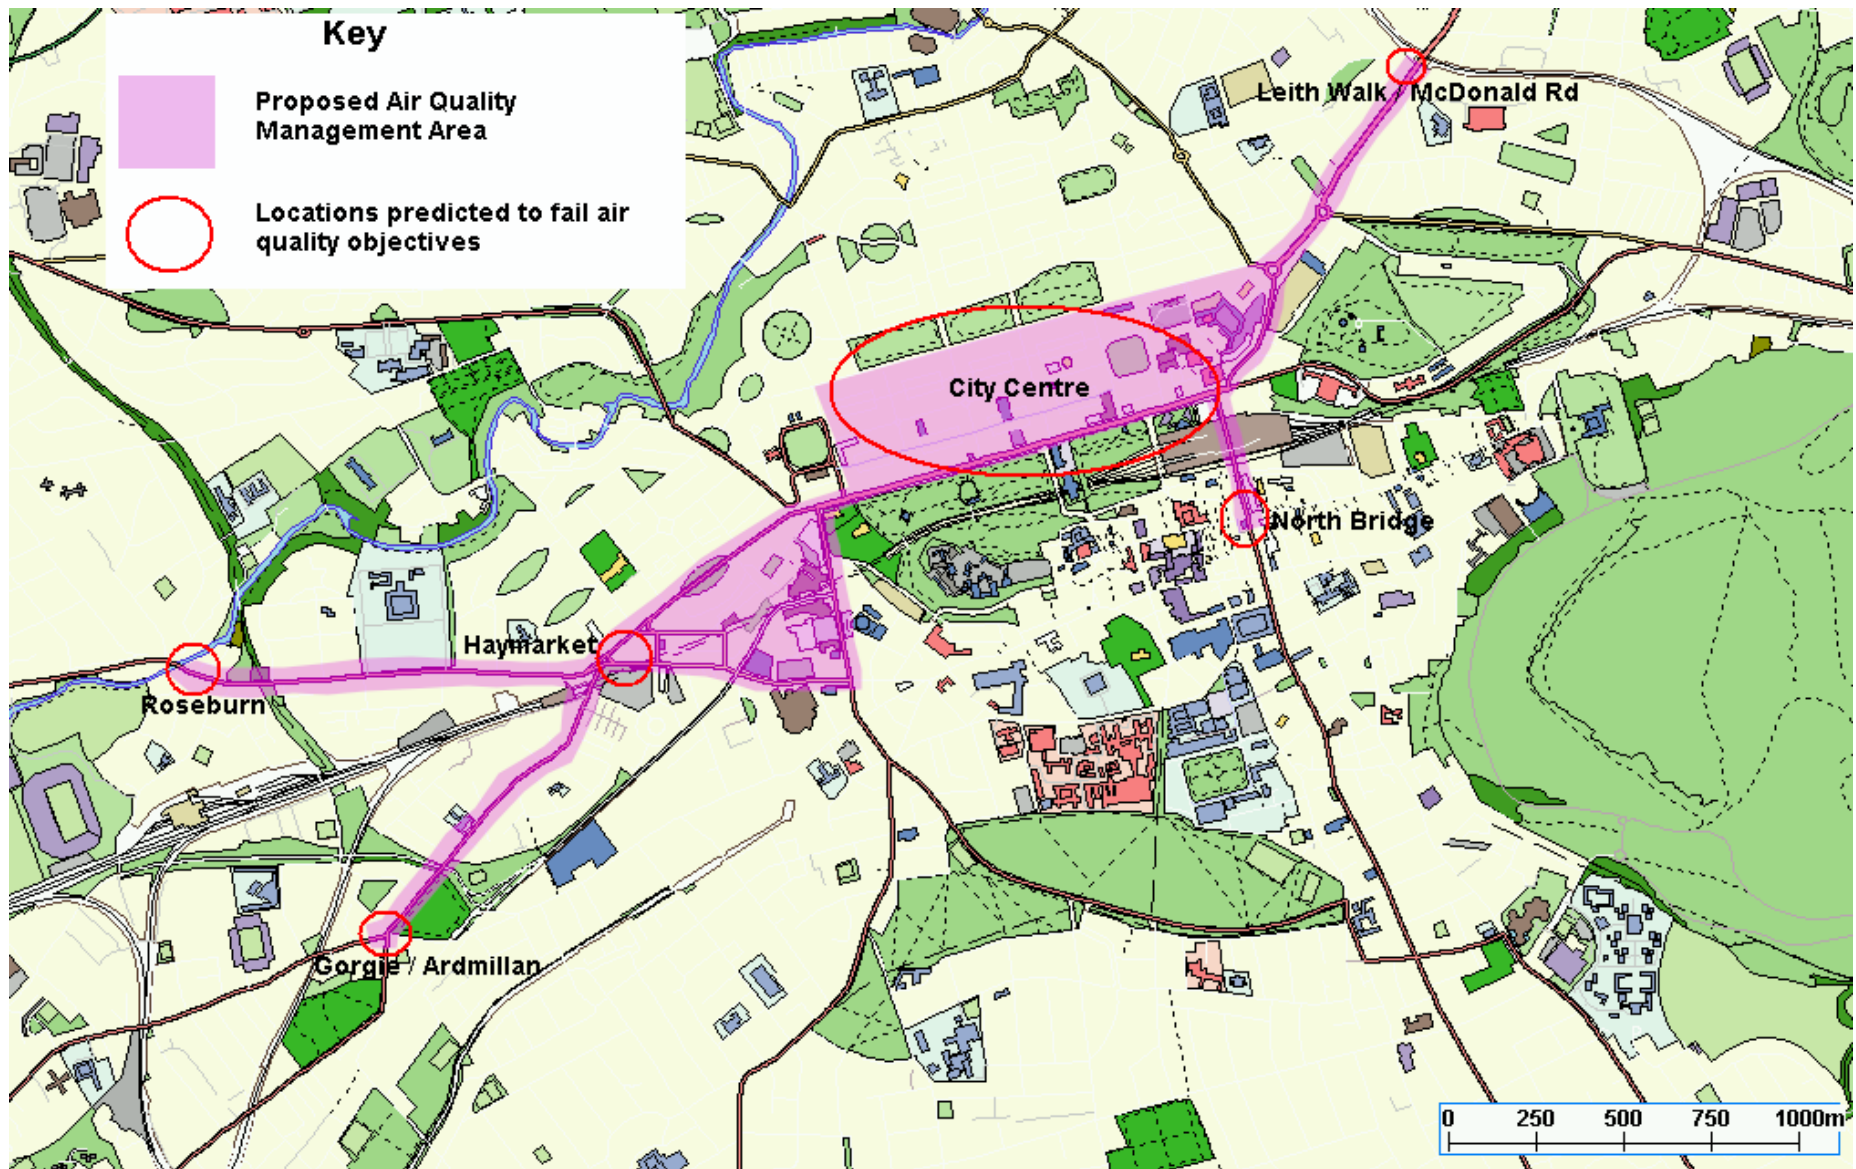 Key
Proposed Air Quality
Management Area
Locations predicted to fail air
quality objectives
Leith Walk / McDonald Rd
City Centre
North Bridge
Haymarket
Roseburn
Gorgie / Ardmillan
0 250 500 750 1000m